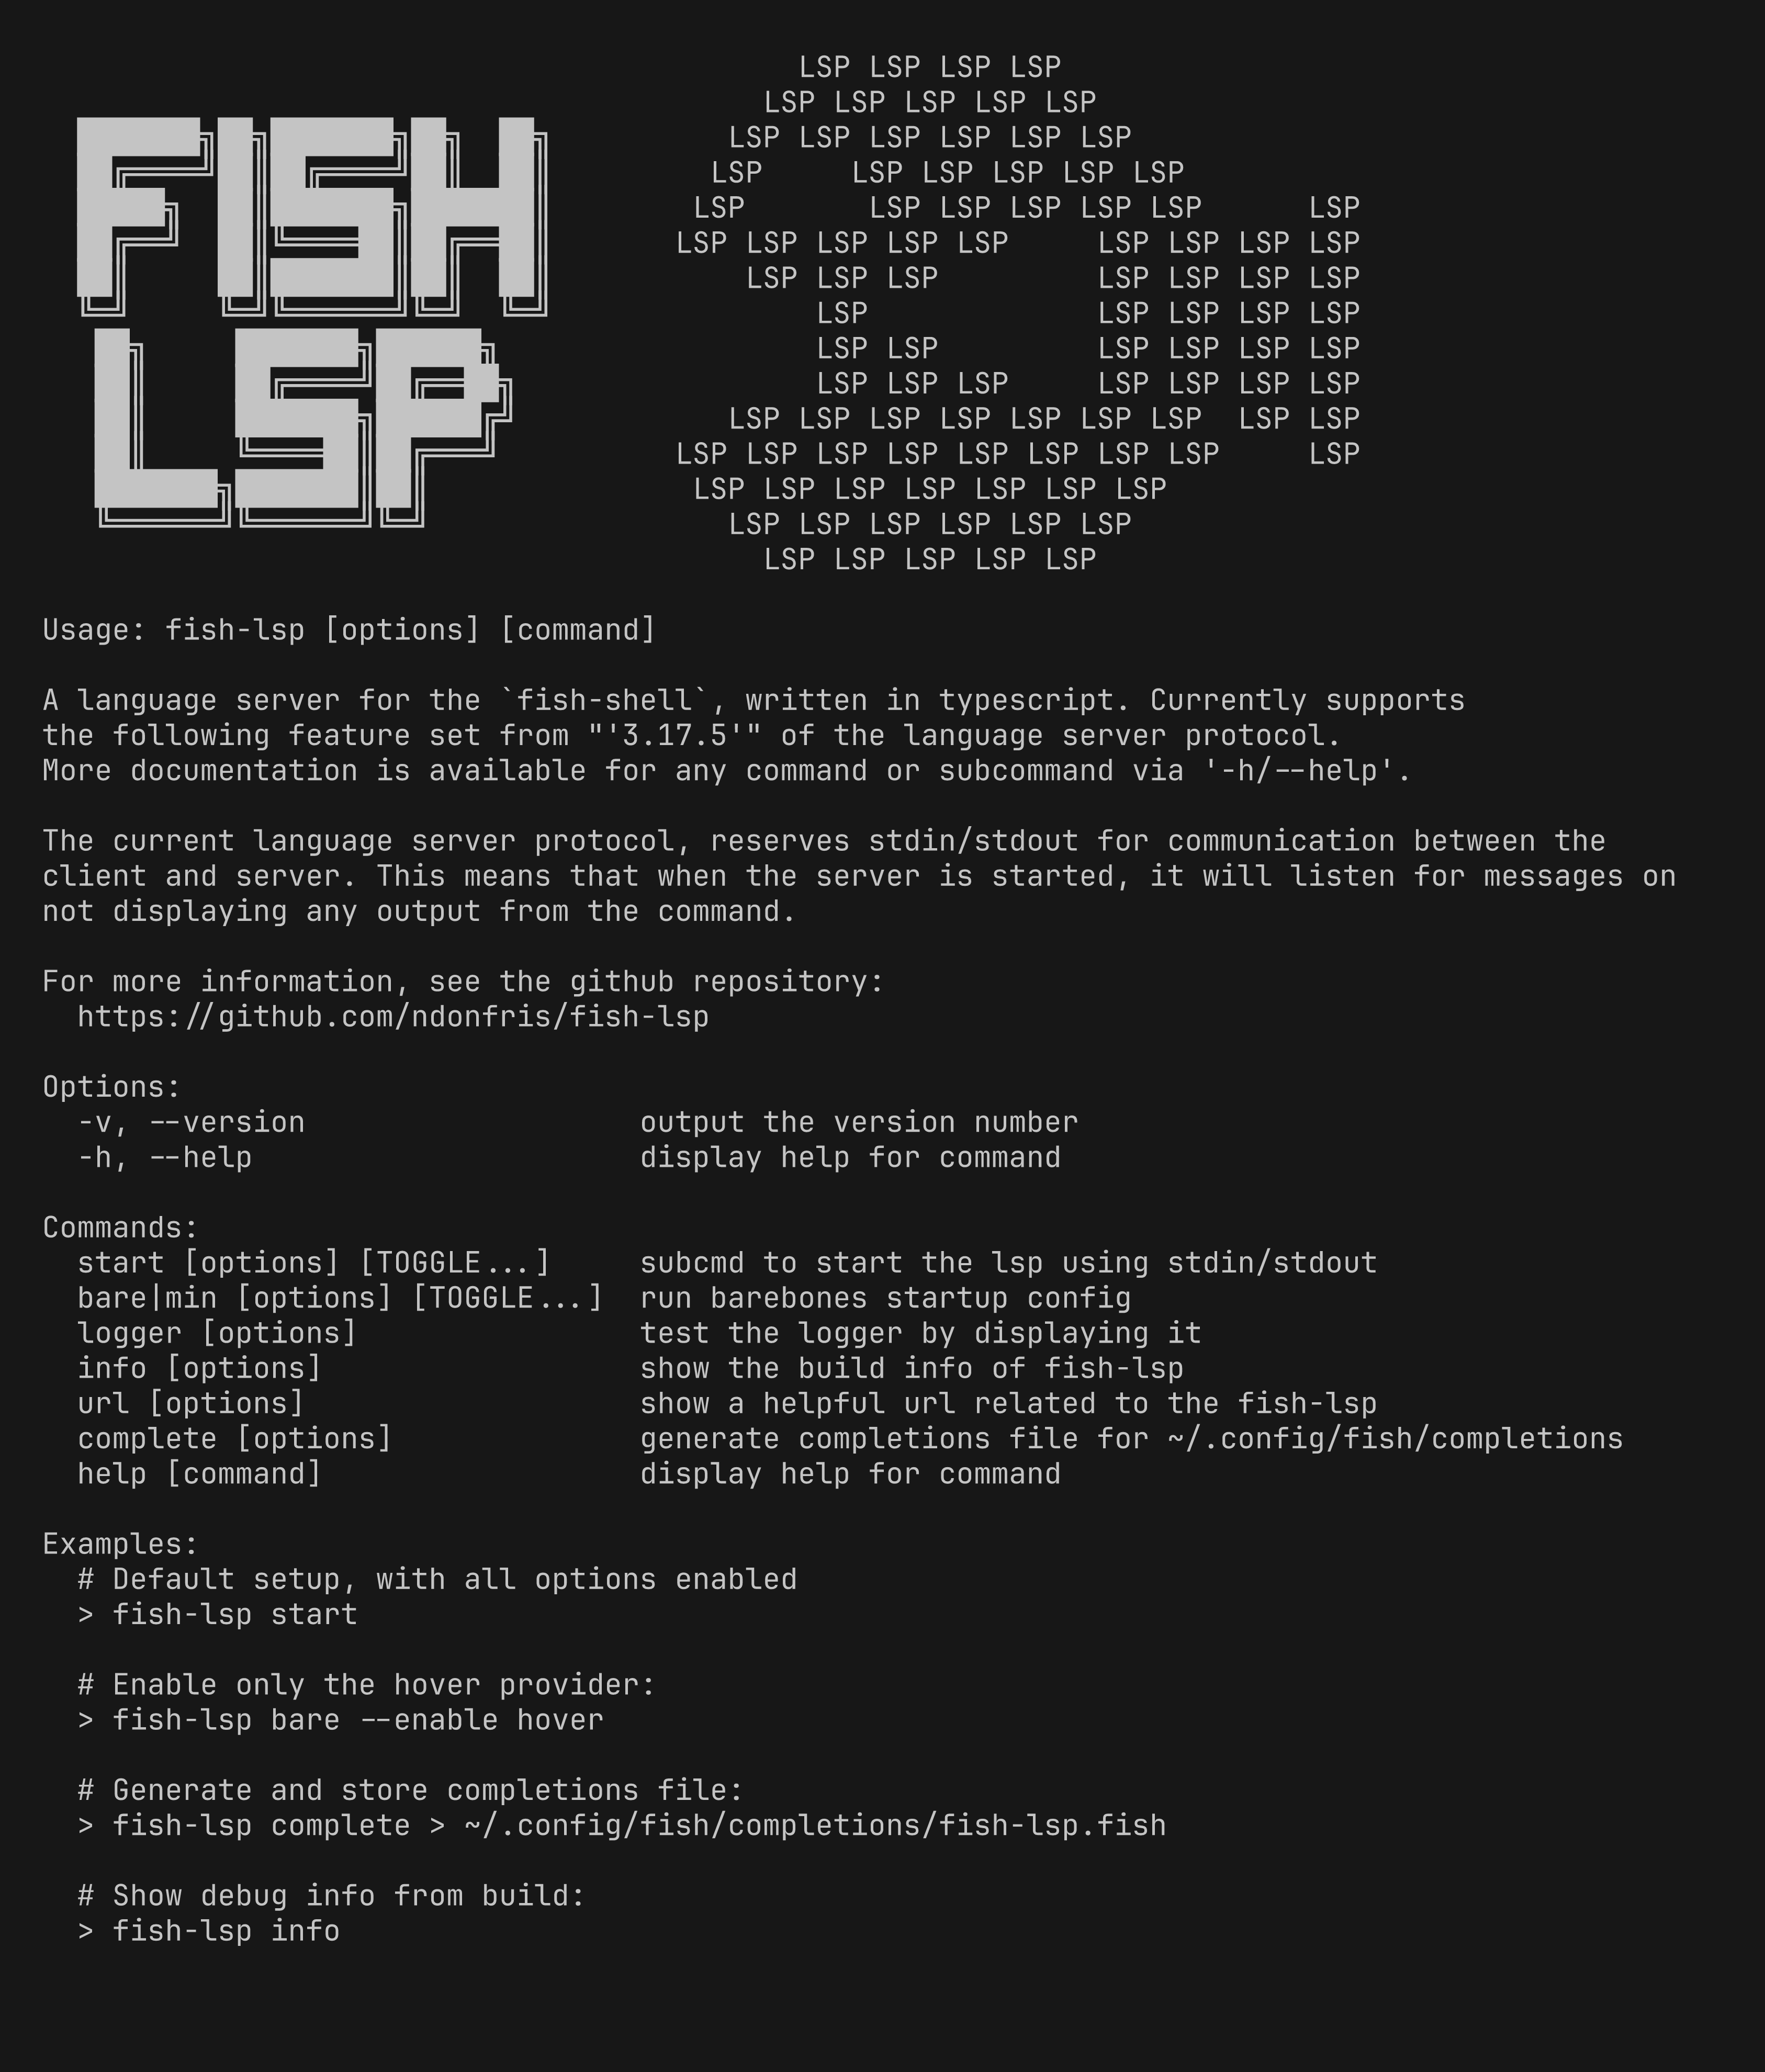 FISH LSP
LSP LSP LSP LSP
LSP LSP LSP LSP LSP
LSP LSP LSP LSP LSP LSP
LSP LSP LSP LSP LSP LSP
LSP LSP LSP LSP LSP LSP LSP
LSP LSP LSP LSP LSP LSP LSP LSP LSP
LSP LSP LSP LSP LSP LSP LSP
LSP LSP LSP LSP LSP
LSP LSP LSP LSP LSP LSP
LSP LSP LSP LSP LSP LSP LSP
LSP LSP LSP LSP LSP LSP LSP LSP LSP
LSP LSP LSP LSP LSP LSP LSP LSP LSP
LSP LSP LSP LSP LSP LSP LSP
LSP LSP LSP LSP LSP LSP
LSP LSP LSP LSP LSP
Usage: fish-lsp [options] [command]
A language server for the `fish-shell`, written in typescript. Currently supports
the following feature set from "'3.17.5'" of the language server protocol.
More documentation is available for any command or subcommand via '-h/--help'.
The current language server protocol, reserves stdin/stdout for communication between the
client and server. This means that when the server is started, it will listen for messages on
not displaying any output from the command.
For more information, see the github repository:
https://github.com/ndonfris/fish-lsp
Options:
-v, --version output the version number
-h, --help display help for command
Commands:
start [options] [TOGGLE...] subcmd to start the lsp using stdin/stdout
bare|min [options] [TOGGLE...] run barebones startup config
logger [options] test the logger by displaying it
info [options] show the build info of fish-lsp
url [options] show a helpful url related to the fish-lsp
complete [options] generate completions file for ~/.config/fish/completions
help [command] display help for command
Examples:
# Default setup, with all options enabled
> fish-lsp start
# Enable only the hover provider:
> fish-lsp bare --enable hover
# Generate and store completions file:
> fish-lsp complete > ~/.config/fish/completions/fish-lsp.fish
# Show debug info from build:
> fish-lsp info